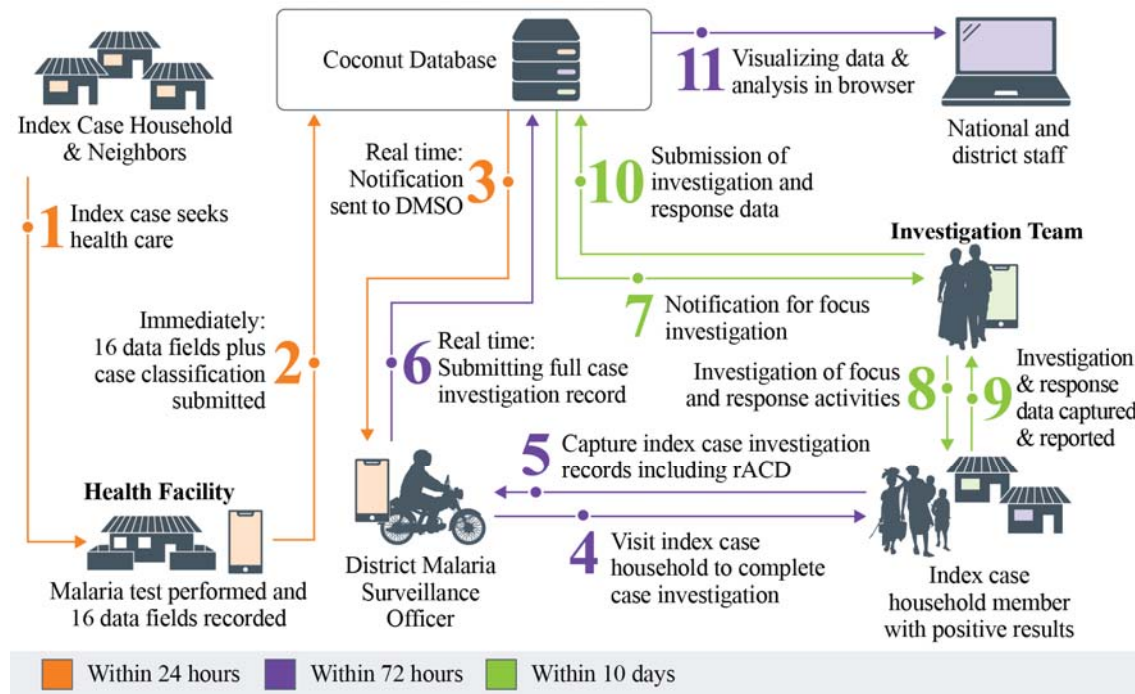 Coconut Database
11
Visualizing data &
analysis in browser
National and
district staff
Index Case Household
& Neighbors
1
Index case seeks
health care
Immediately:
16 data fields plus
case classification
submitted
2
Health Facility
Malaria test performed and
16 data fields recorded
Real time:
Notification
sent to DMSO
3
District Malaria
Surveillance
Officer
4
Visit index case
household to complete
case investigation
5
Capture index case investigation
records including rACD
6
Real time:
Submitting full case
investigation record
7
Notification for focus
investigation
Investigation Team
Investigation of focus
and response activities
8
9
Investigation
& response
data captured
& reported
10
Submission of
investigation and
response data
Index case
household member
with positive results
Within 24 hours
Within 72 hours
Within 10 days